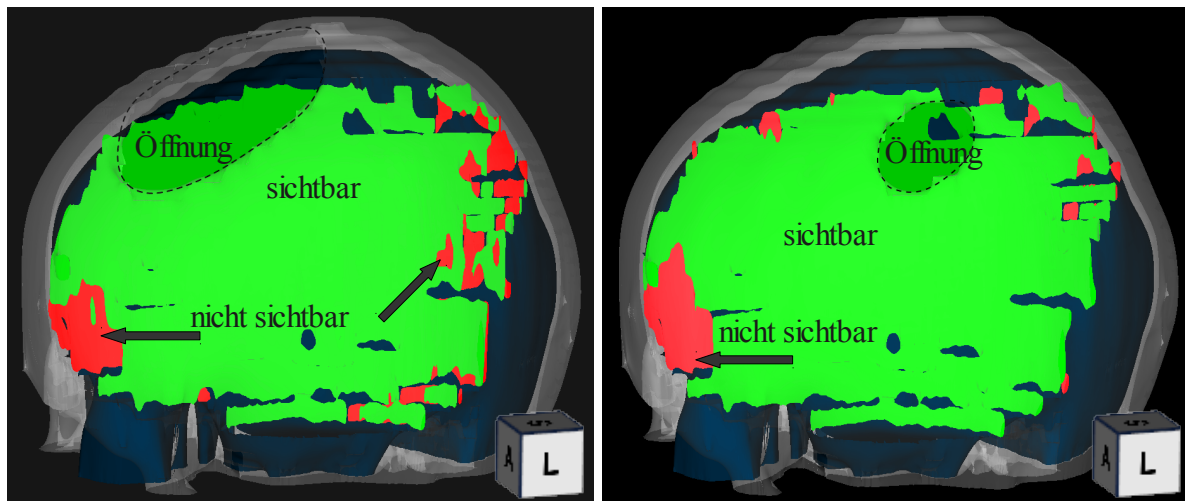 Öffnung
sichtbar
nicht sichtbar
A
L
Öffnung
sichtbar
nicht sichtbar
A
L